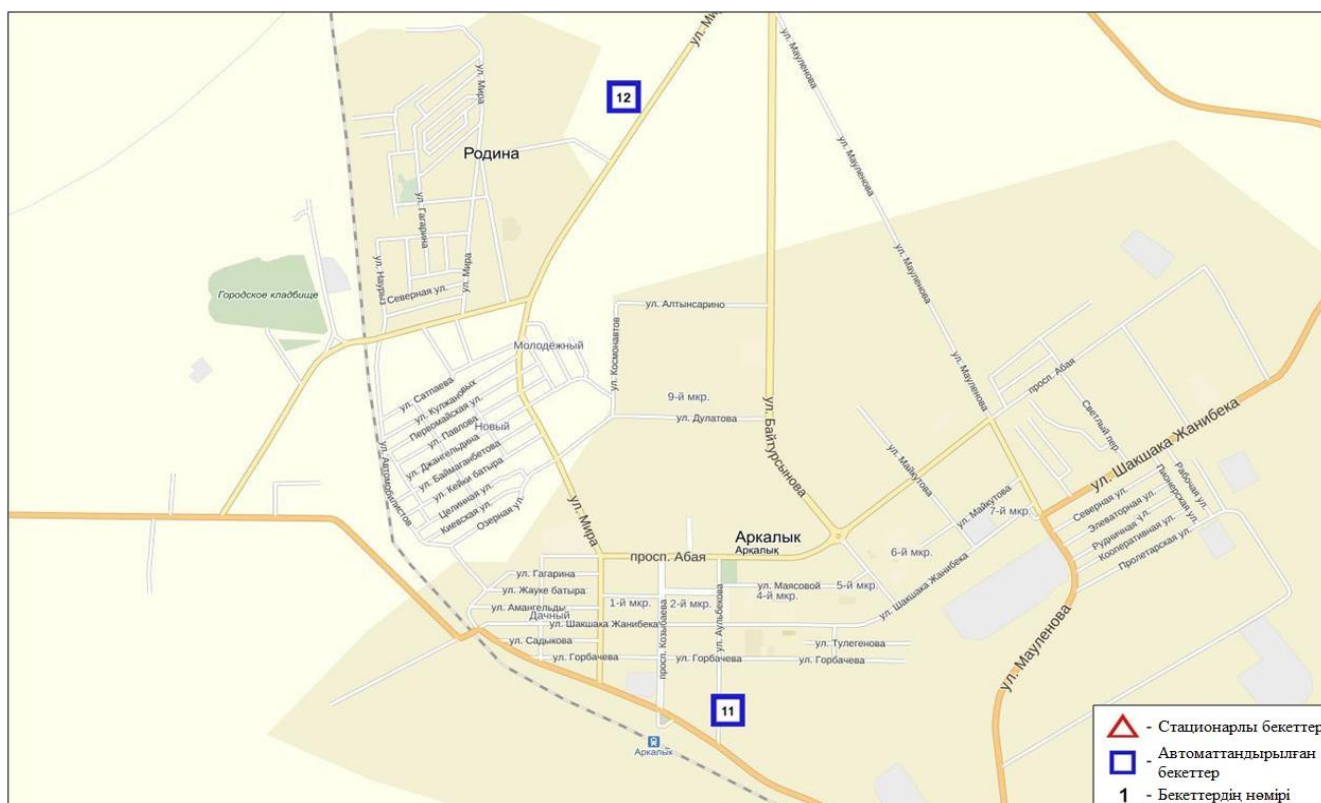 ул. Мира
ул. Мауленова
12
ул. Мира
Родина
ул. Мауленова
ул. Гагарина
ул. Наурыз
ул. Мира
ул. Мауленова
Городское кладбище
Северная ул.
ул. Алтынсарино
Молодёжный
ул. Космонавтов
ул. Мауленова
просп. Абая
ул. Сатпаева
ул. Кулжановых
Первомайская ул.
ул. Павлова
Новый
ул. Джангельдина
ул. Баймаганбетова
ул. Кейки батыра
Целинная ул.
Киевская ул.
Озерная ул.
ул. Автомобилистов
9-й мкр.
ул. Дулатова
ул. Байтурсынова
Светлый пер.
ул. Шакшака Жанибека
ул. Майкутова
ул. Майкутова
7-й мкр.
Северная ул.
Элеваторная ул.
Рудничная ул.
Кооперативная ул.
Пролетарская ул.
Пионерская ул.
Рабочая ул.
ул. Мира
Аркалык
Аркалық
просп. Абая
6-й мкр.
ул. Гагарина
ул. Жауке батыра
1-й мкр.
2-й мкр.
ул. Маясовой
4-й мкр.
5-й мкр.
ул. Шакшака Жанибека
ул. Амангельды
Дачный
ул. Шакшака Жанибека
просп. Козыбаева
ул. Аульбекова
ул. Садыкова
ул. Тулегенова
ул. Горбачева
ул. Горбачева
ул. Горбачева
ул. Мауленова
11
Аркалык
- Стационарлы бекеттер
- Автоматтандырылған
бекеттер
1 - Бекеттердің нөмірі